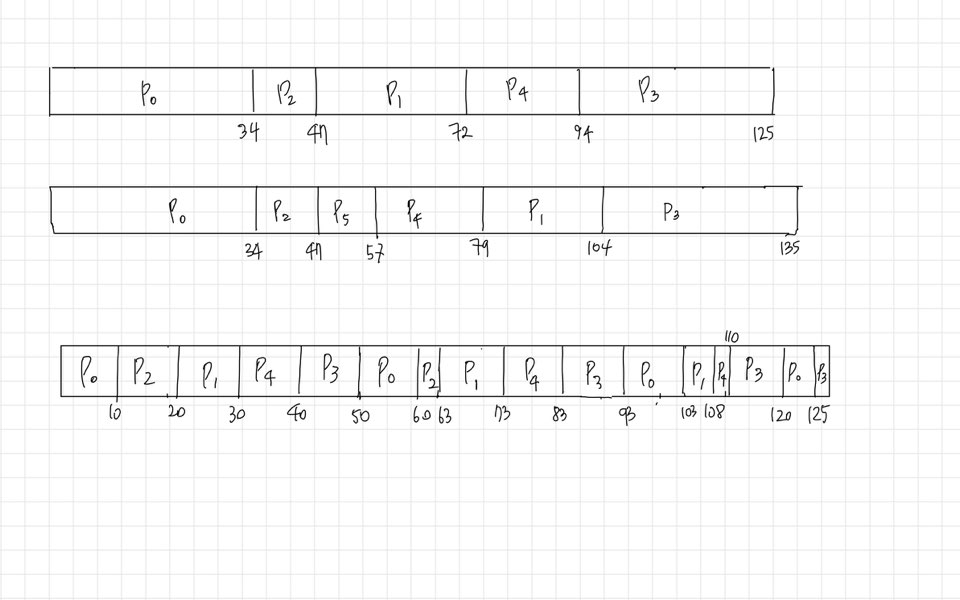 P₀ P₂ P₁ P₄ P₃
34 47 72 94 125
P₀ P₂ P₅ P₄ P₁ P₃
34 47 57 79 104 135
110
P₀ P₂ P₁ P₄ P₃ P₀ P₂ P₁ P₄ P₃ P₀ P₁ P₄ P₃ P₀ P₃
10 20 30 40 50 60 63 73 83 93 103 108 120 125